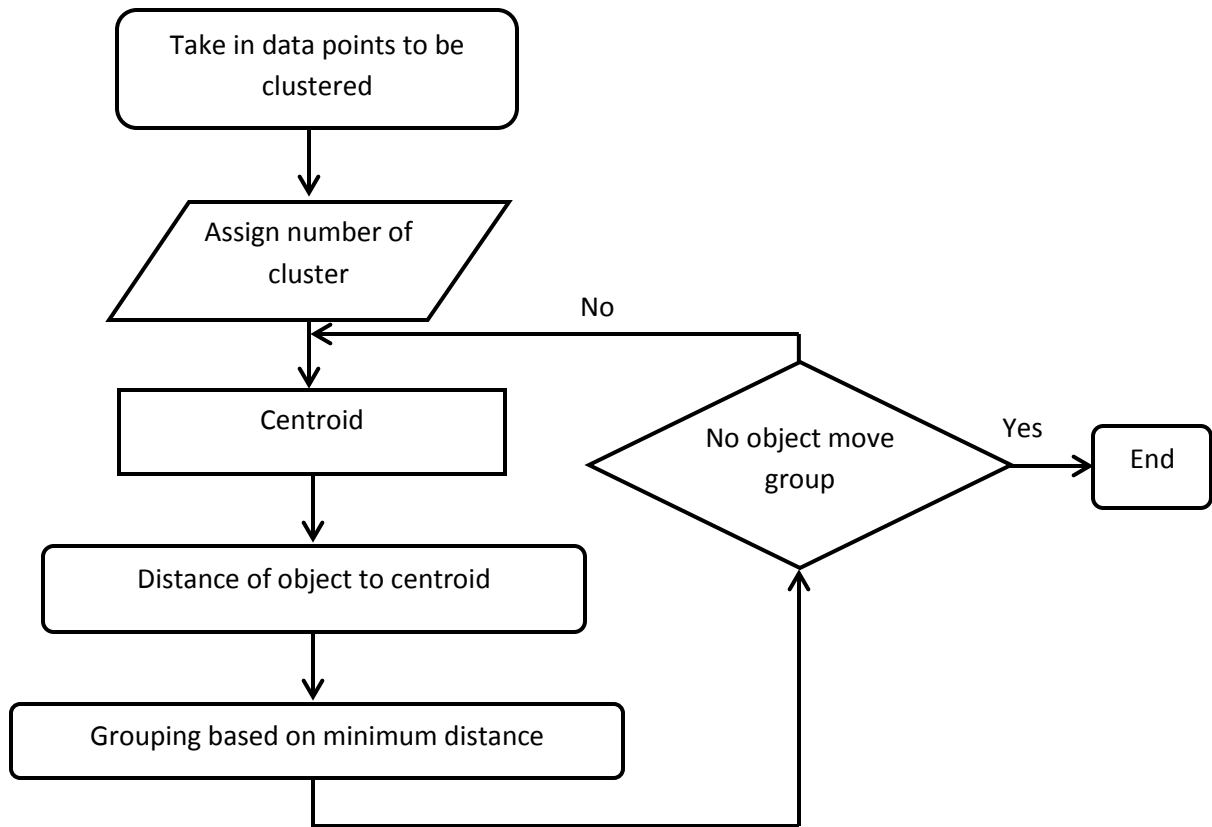 Take in data points to be
clustered
Assign number of
cluster
No
Centroid
No object move
group
Yes
End
Distance of object to centroid
Grouping based on minimum distance